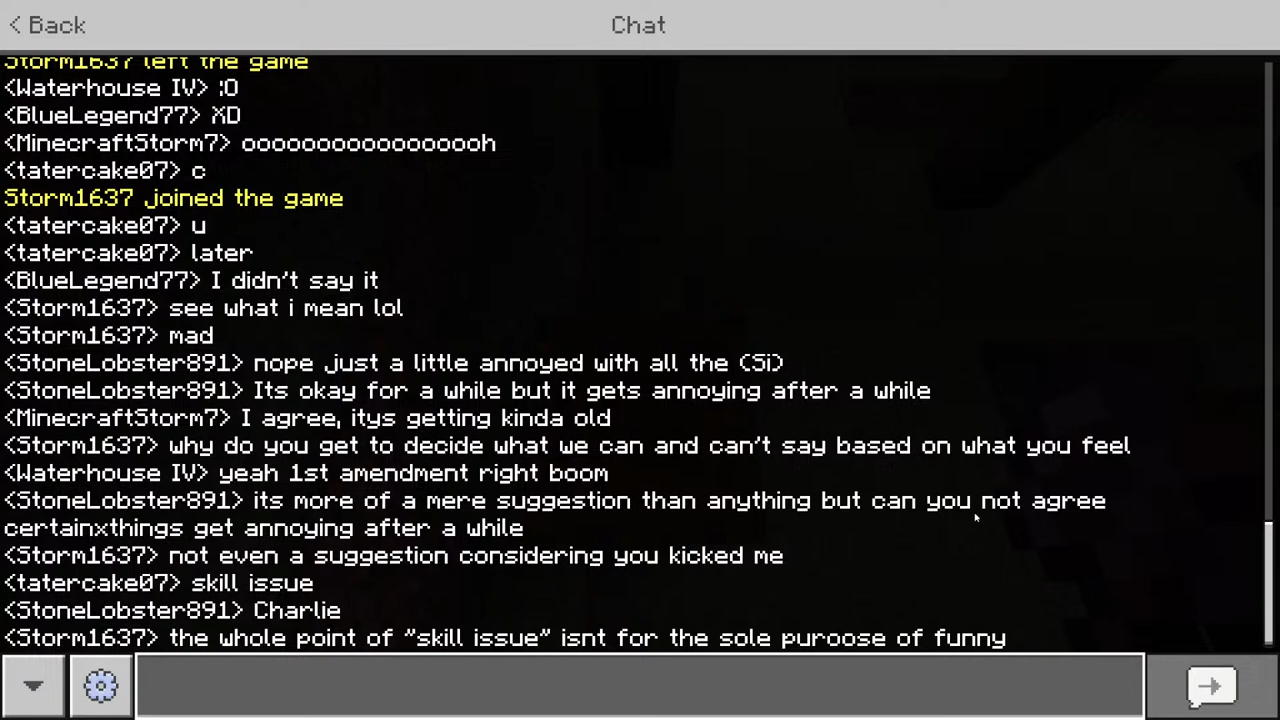 < Back
Chat
Storm1637 left the game
<Waterhouse IV> :O
<BlueLegend77> XD
<MinecraftStorm7> oooooooooooooooooh
<tatercake07> c
Storm1637 joined the game
<tatercake07> u
<tatercake07> later
<BlueLegend77> I didn't say it
<Storm1637> see what i mean lol
<Storm1637> mad
<StoneLobster891> nope just a little annoyed with all the (Si)
<StoneLobster891> Its okay for a while but it gets annoying after a while
<MinecraftStorm7> I agree, itys getting kinda old
<Storm1637> why do you get to decide what we can and can't say based on what you feel
<Waterhouse IV> yeah 1st amendment right boom
<StoneLobster891> its more of a mere suggestion than anything but can you not agree
certainxthings get annoying after a while
<Storm1637> not even a suggestion considering you kicked me
<tatercake07> skill issue
<StoneLobster891> Charlie
<Storm1637> the whole point of "skill issue" isnt for the sole puroose of funny